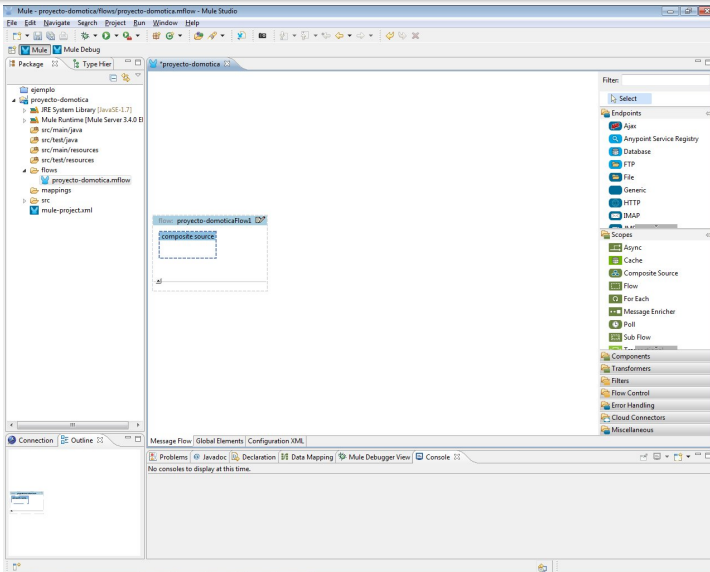 Mule - proyecto-domotica/flows/proyecto-domotica.mflow - Mule Studio
File Edit Navigate Search Project Run Window Help
Mule Mule Debug
Package Type Hier
*proyecto-domotica
ejemplo
proyecto-domotica
JRE System Library [JavaSE-1.7]
Mule Runtime [Mule Server 3.4.0 EI
src/main/java
src/test/java
src/main/resources
src/test/resources
flows
proyecto-domotica.mflow
mappings
src
mule-project.xml
flow: proyecto-domoticaFlow1
composite source
Filter:
Select
Endpoints
Ajax
Anypoint Service Registry
Database
FTP
File
Generic
HTTP
IMAP
Scopes
Async
Cache
Composite Source
Flow
For Each
Message Enricher
Poll
Sub Flow
Components
Transformers
Filters
Flow Control
Error Handling
Cloud Connectors
Miscellaneous
Message Flow Global Elements Configuration XML
Connection Outline
Problems Javadoc Declaration Data Mapping Mule Debugger View Console
No consoles to display at this time.